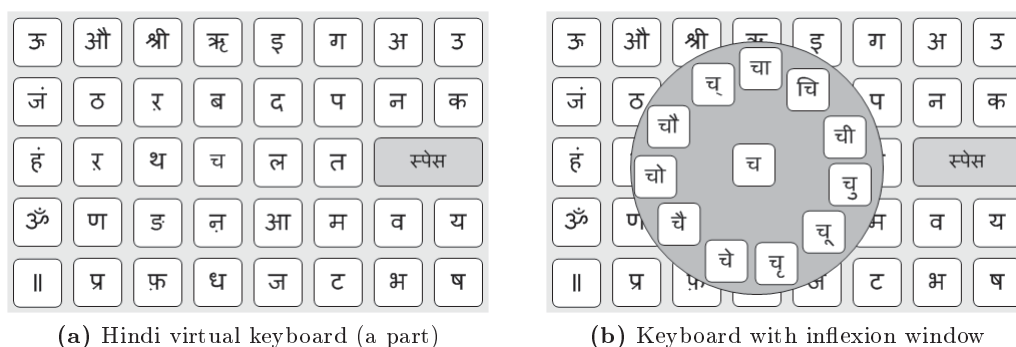 ऊ औ श्री ऋ इ ग अ उ
जं ठ ऱ ब द प न क
हं ऱ थ च ल त स्पेस
ॐ ण ङ ऩ आ म व य
॥ प्र फ़ ध ज ट भ ष
(a) Hindi virtual keyboard (a part)
ऊ औ श्री ऋ इ ग अ उ
जं ठ प न क
हं स्पेस
ॐ ण म व य
॥ प्र फ़ ज ट भ ष
चा
चि
ची
चु
चू
चृ
चे
चै
चो
चौ
च्
च
(b) Keyboard with inflexion window